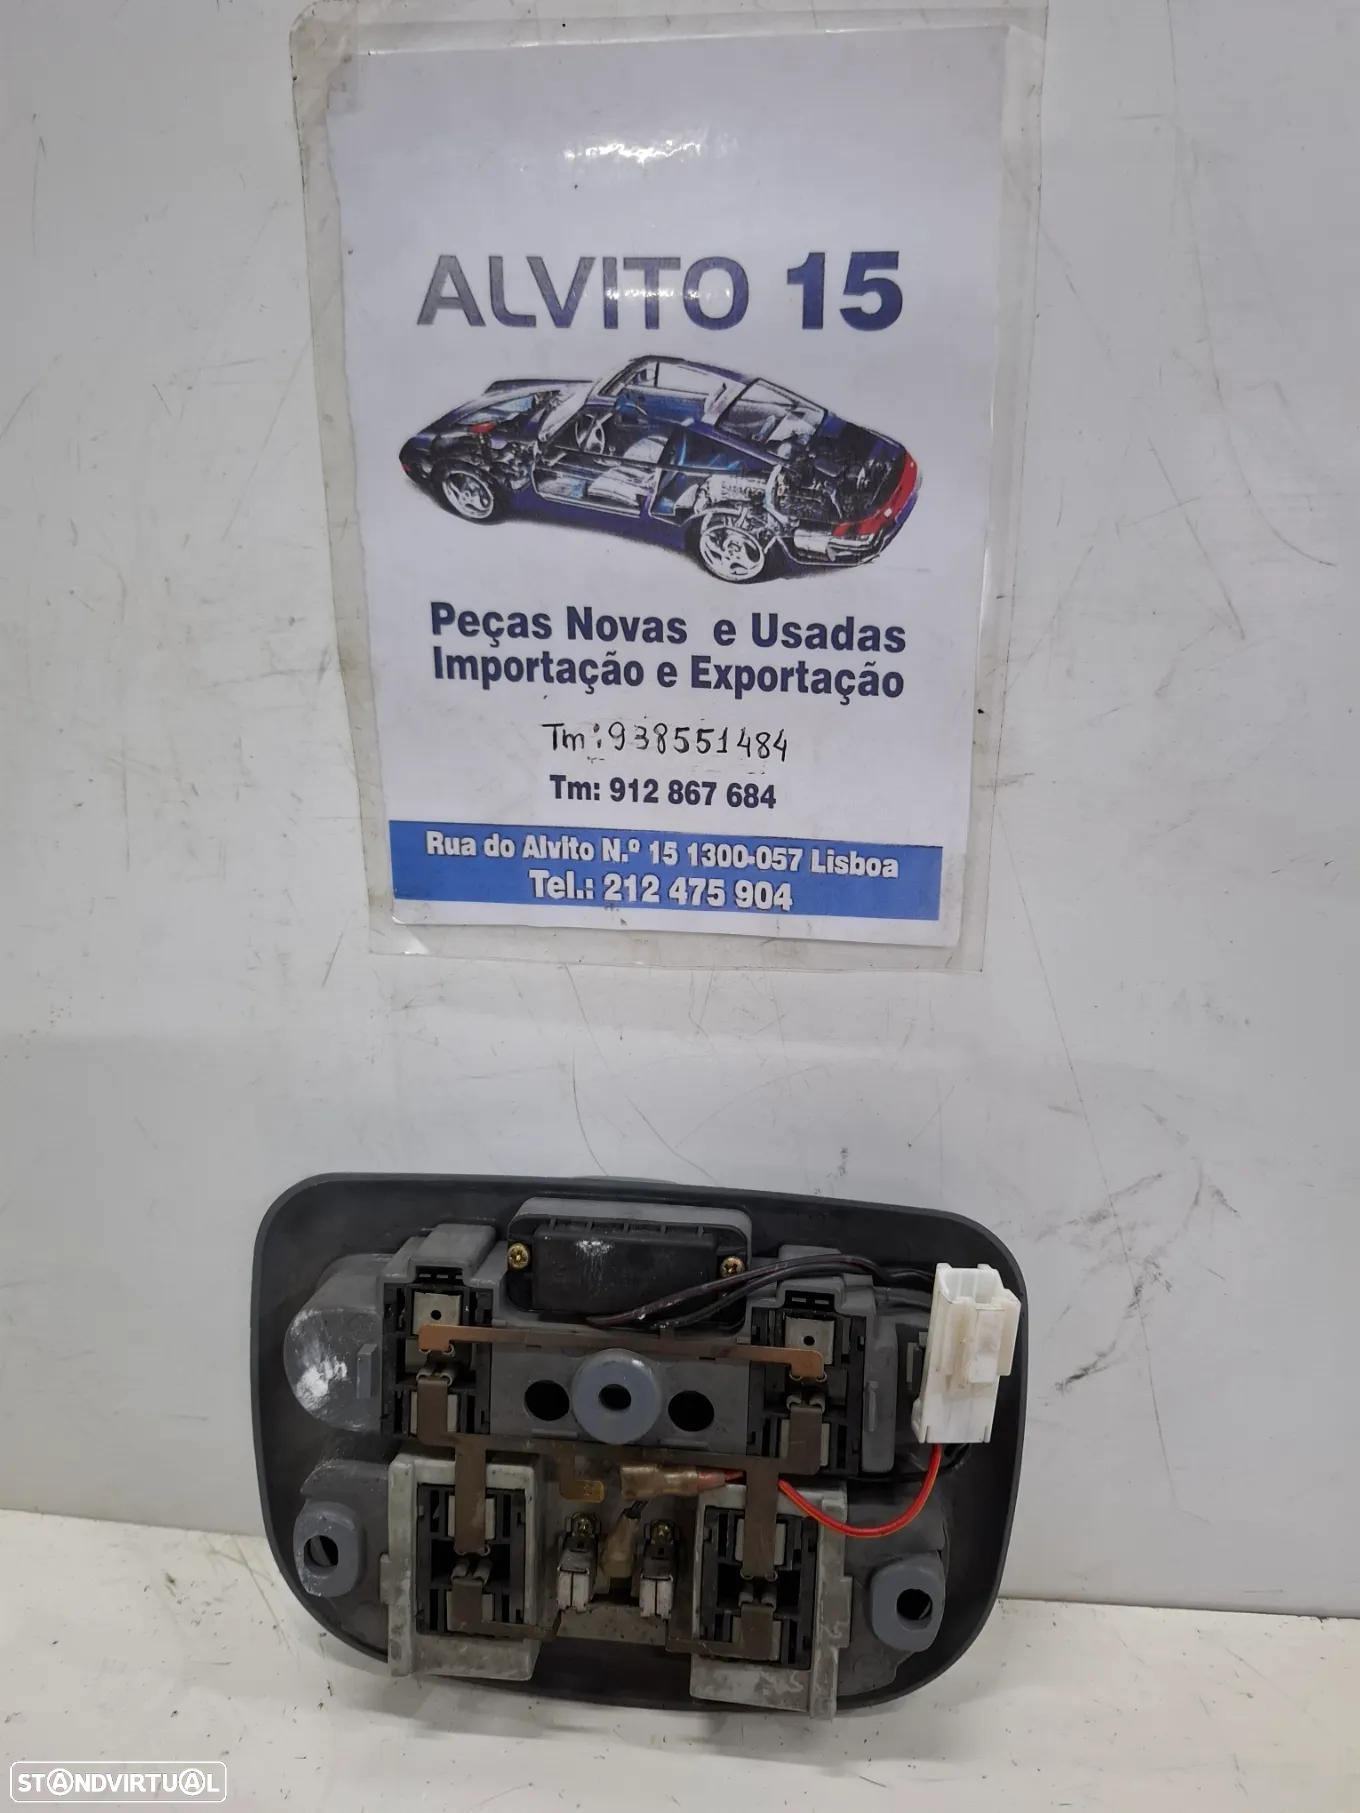 ALVITO 15
Peças Novas e Usadas
Importação e Exportação
Tm: 938551484
Tm: 912 867 684
Rua do Alvito N.º 15 1300-057 Lisboa
Tel.: 212 475 904
STANDVIRTUAL